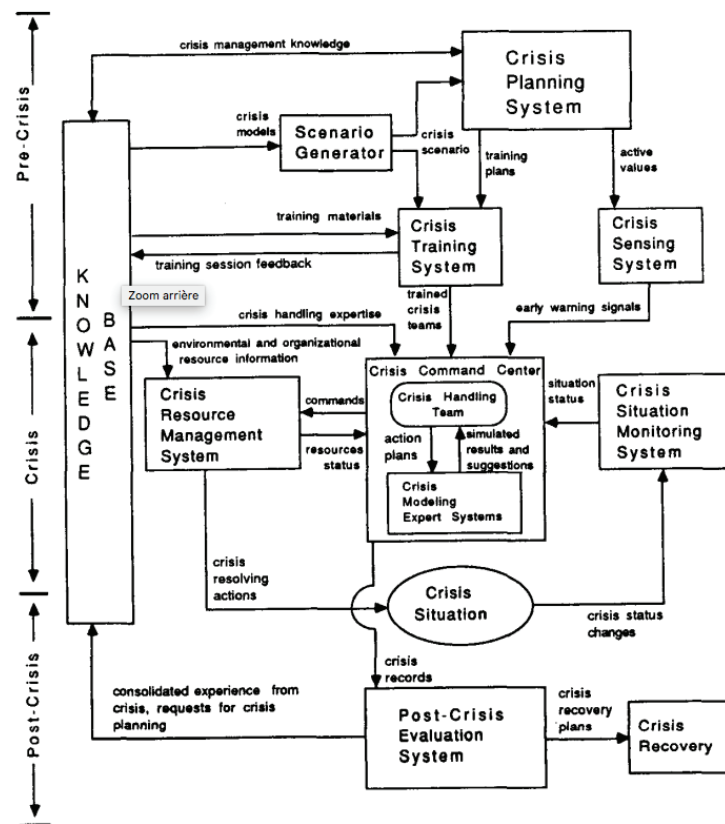 crisis management knowledge
Crisis
Planning
System
Pre-Crisis
crisis
models
Scenario
Generator
crisis
scenario
training
plans
active
values
training materials
Crisis
Training
System
Crisis
Sensing
System
training session feedback
KNOWLEDGE
BASE
Zoom arrière
trained
crisis
teams
crisis handling expertise
early warning signals
environmental and organizational
resource information
Crisis
Crisis
Resource
Management
System
commands
resources
status
Crisis Command Center
Crisis Handling
Team
action
plans
simulated
results and
suggestions
Crisis
Modeling
Expert Systems
situation
status
Crisis
Situation
Monitoring
System
crisis
resolving
actions
Crisis
Situation
crisis status
changes
Post-Crisis
consolidated experience from
crisis, requests for crisis
planning
crisis
records
Post-Crisis
Evaluation
System
crisis
recovery
plans
Crisis
Recovery